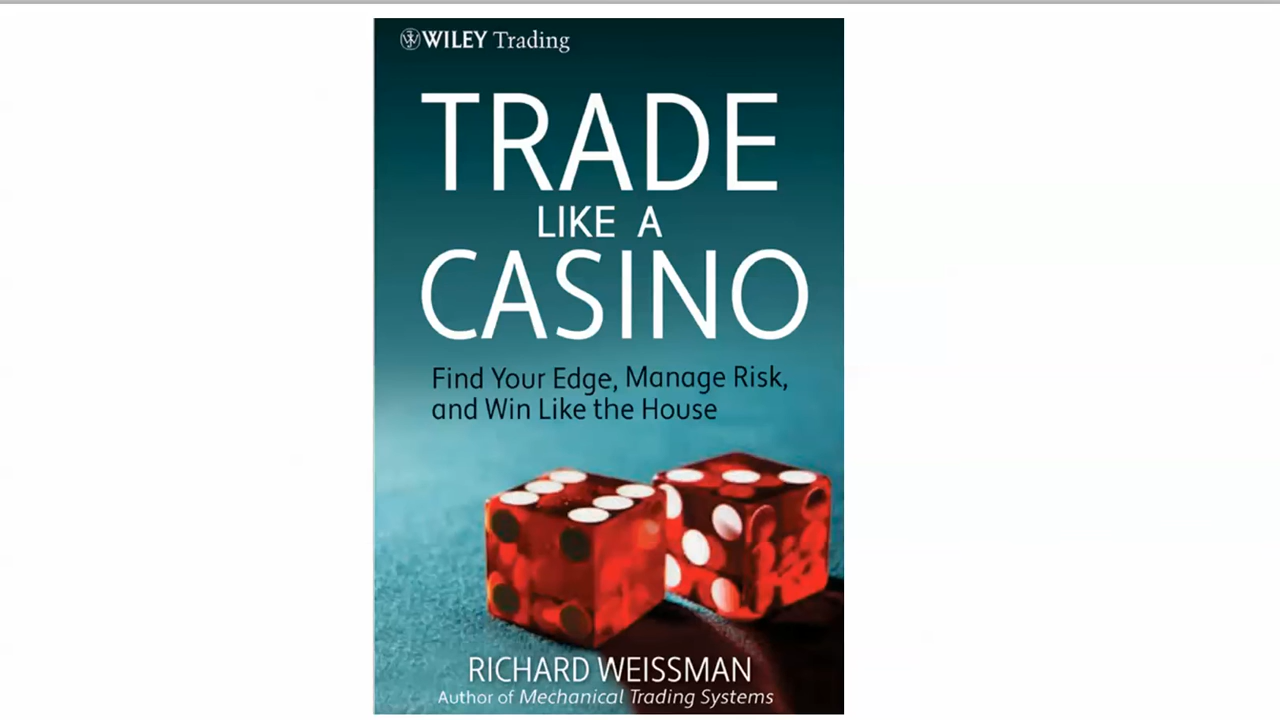 WILEY Trading
TRADE
LIKE A
CASINO
Find Your Edge, Manage Risk,
and Win Like the House
RICHARD WEISSMAN
Author of Mechanical Trading Systems